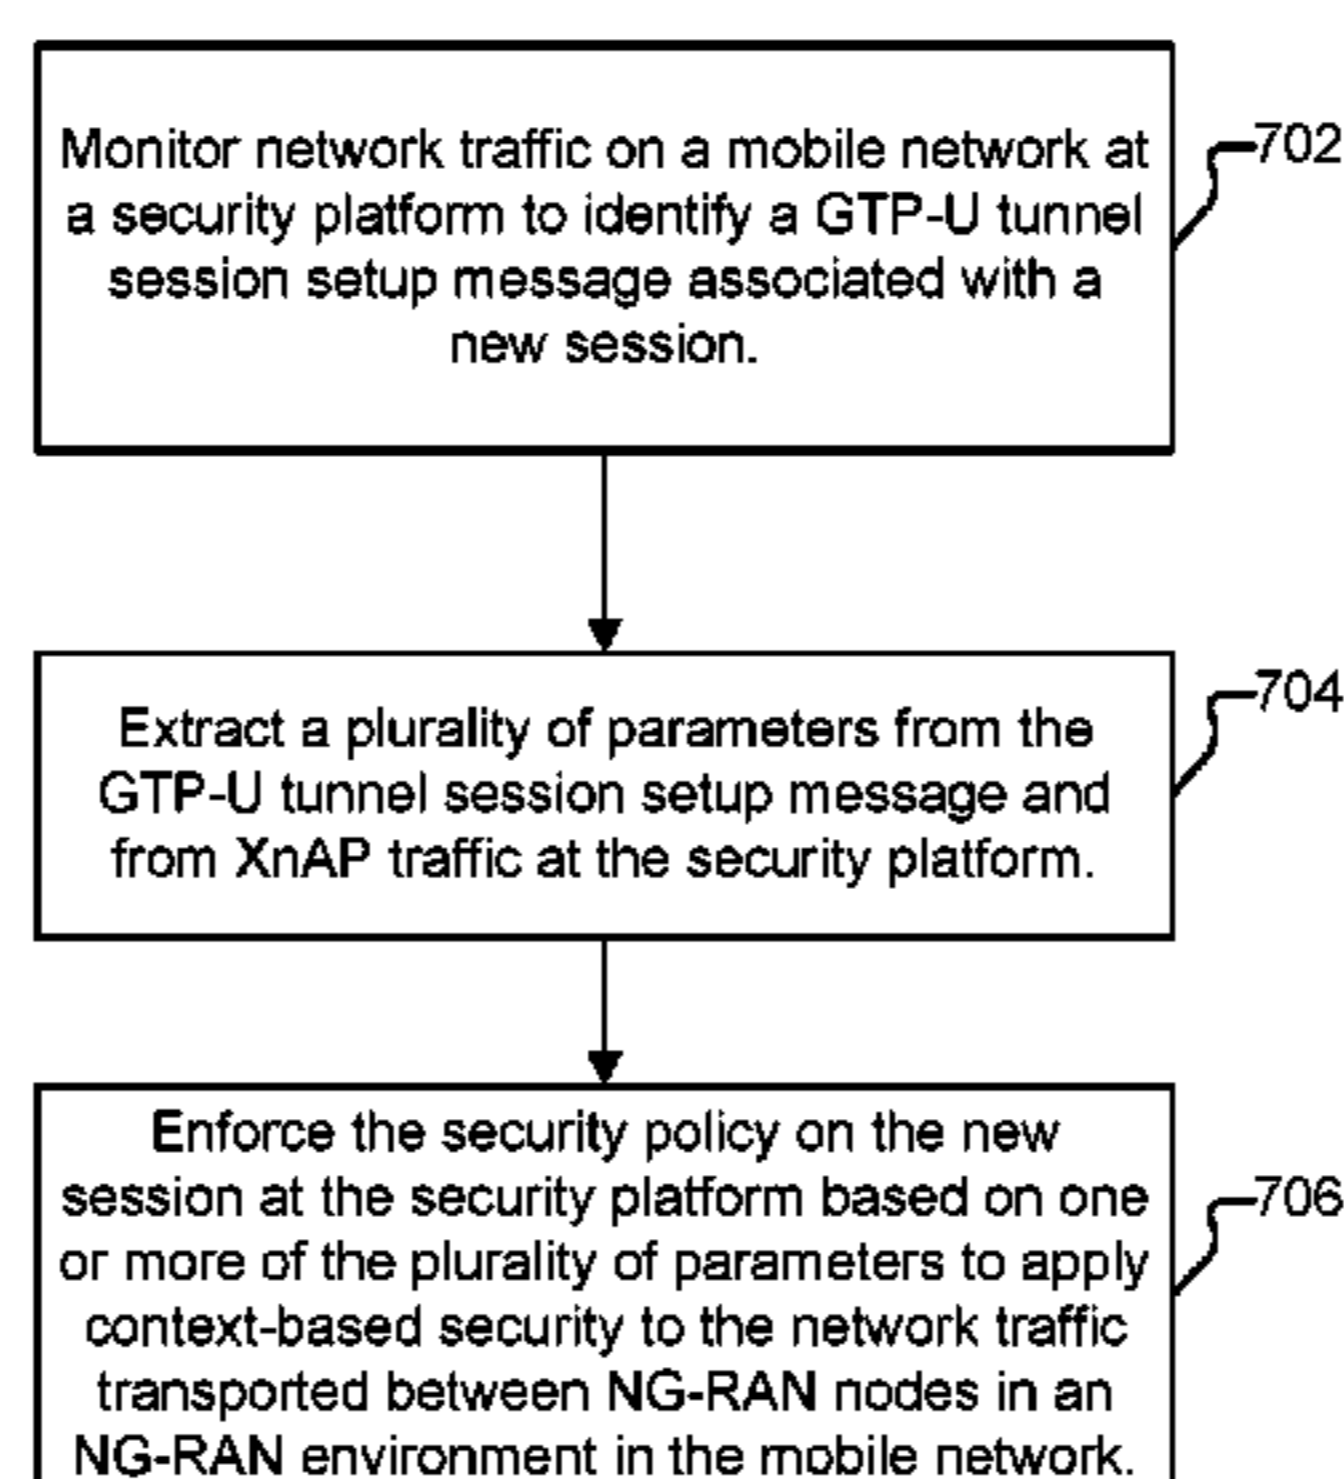 Monitor network traffic on a mobile network at
a security platform to identify a GTP-U tunnel
session setup message associated with a
new session.
702
Extract a plurality of parameters from the
GTP-U tunnel session setup message and
from XnAP traffic at the security platform.
704
Enforce the security policy on the new
session at the security platform based on one
or more of the plurality of parameters to apply
context-based security to the network traffic
transported between NG-RAN nodes in an
NG-RAN environment in the mobile network.
706